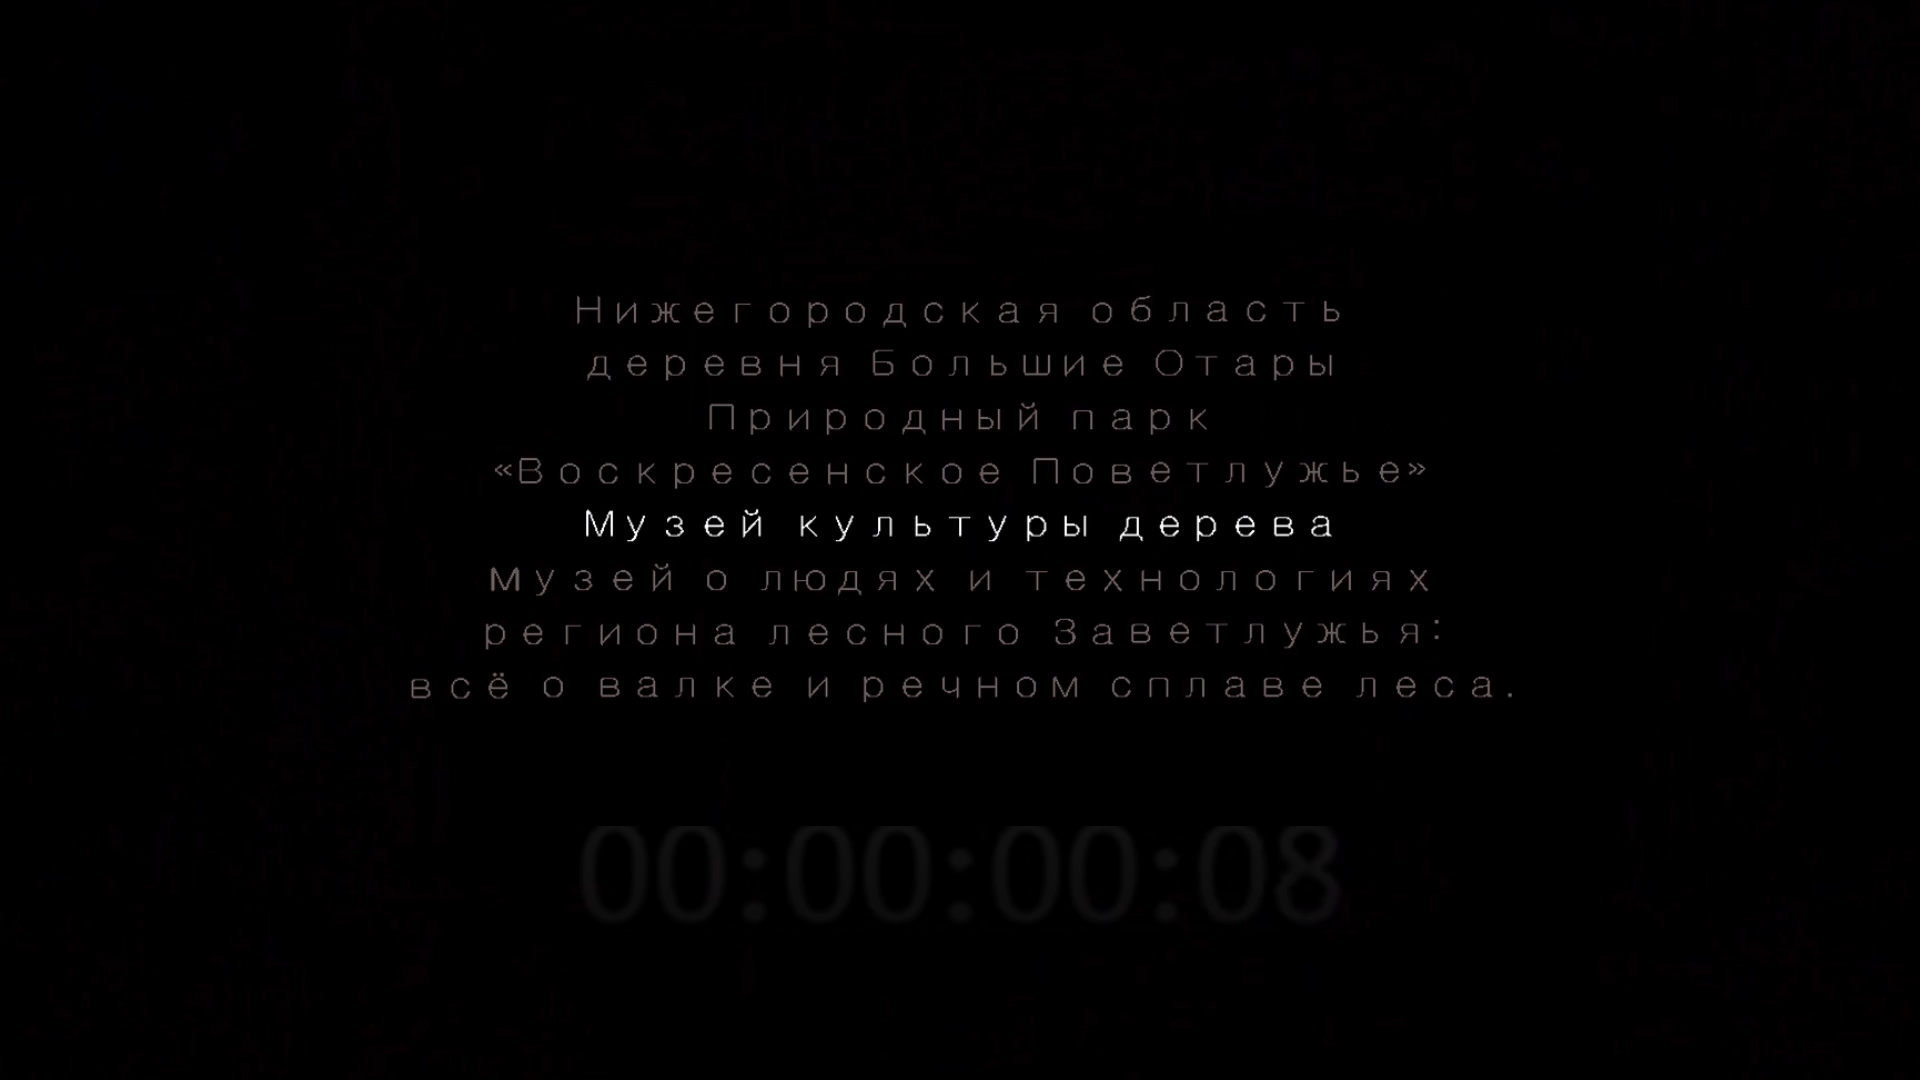 Нижегородская область
деревня Большие Отары
Природный парк
«Воскресенское Поветлужье»
Музей культуры дерева
Музей о людях и технологиях
региона лесного Заветлужья:
всё о валке и речном сплаве леса.
00:00:00:08